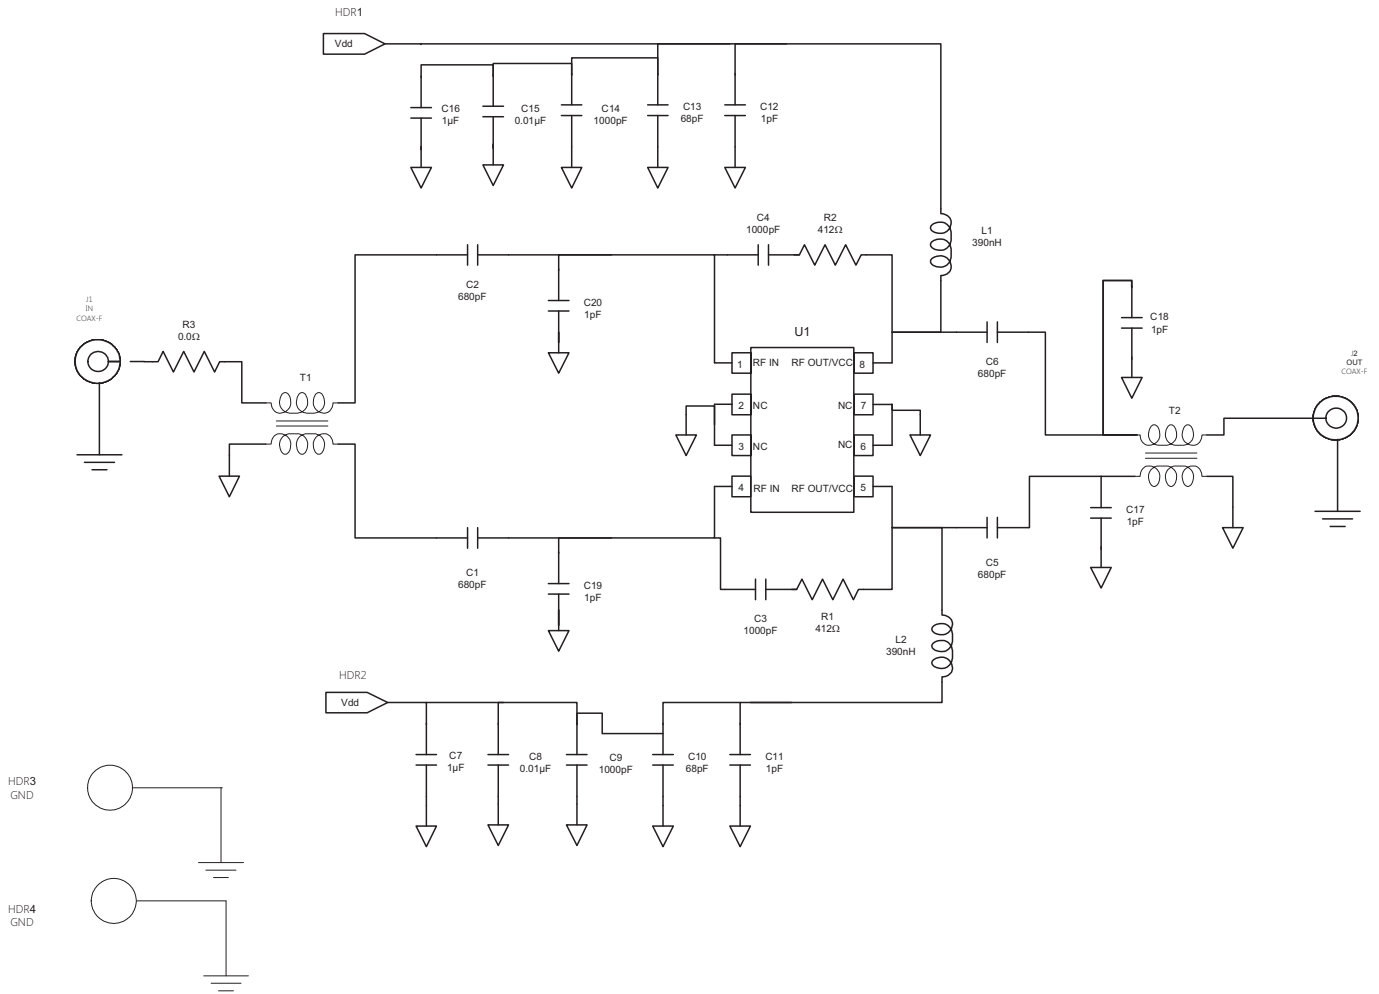 HDR1
Vdd
C16
1µF
C15
0.01µF
C14
1000pF
C13
68pF
C12
1pF
C4
1000pF
R2
412Ω
L1
390nH
C2
680pF
C20
1pF
J1
IN
COAX-F
R3
0.0Ω
T1
U1
1 RF IN RF OUT/VCC 8
2 NC NC 7
3 NC NC 6
4 RF IN RF OUT/VCC 5
C6
680pF
C18
1pF
J2
OUT
COAX-F
T2
C17
1pF
C5
680pF
C1
680pF
C19
1pF
C3
1000pF
R1
412Ω
L2
390nH
HDR2
Vdd
C7
1µF
C8
0.01µF
C9
1000pF
C10
68pF
C11
1pF
HDR3
GND
HDR4
GND